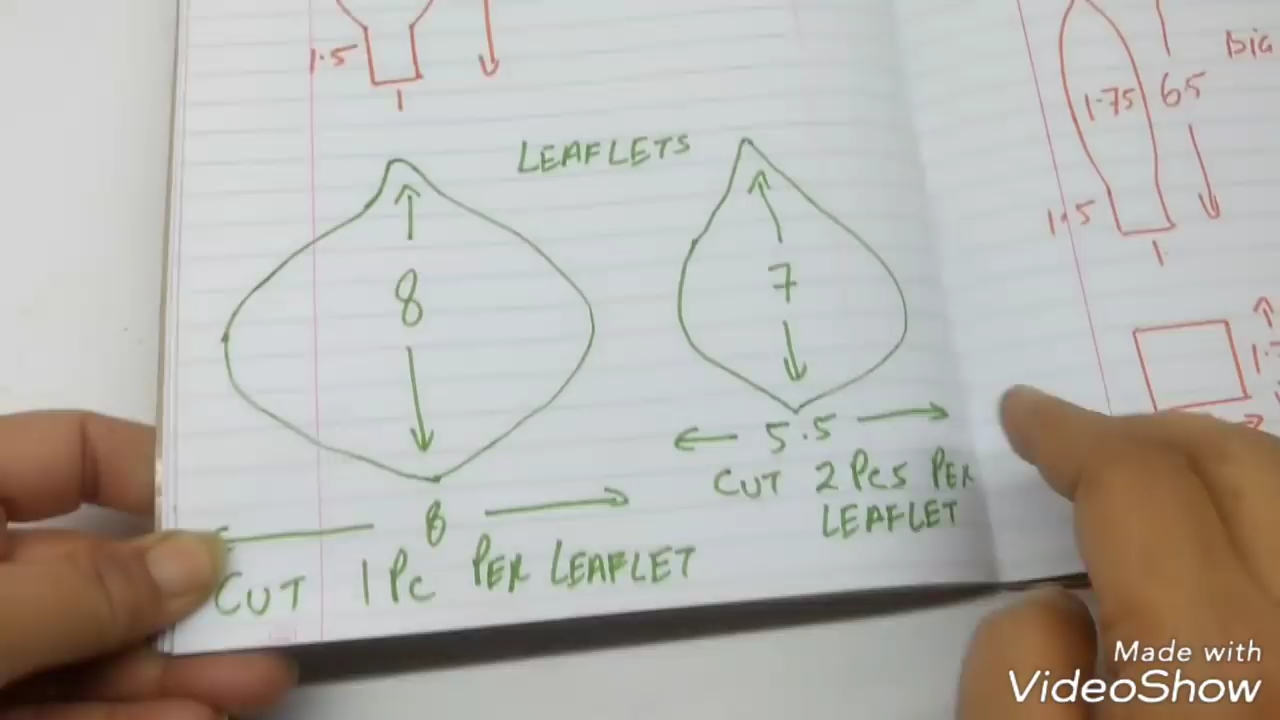 1.5
1
LEAFLETS
8
8
CUT 1 Pc PER LEAFLET
7
5.5
CUT 2 Pcs PER
LEAFLET
1.75
65
1.5
1
Made with
VideoShow